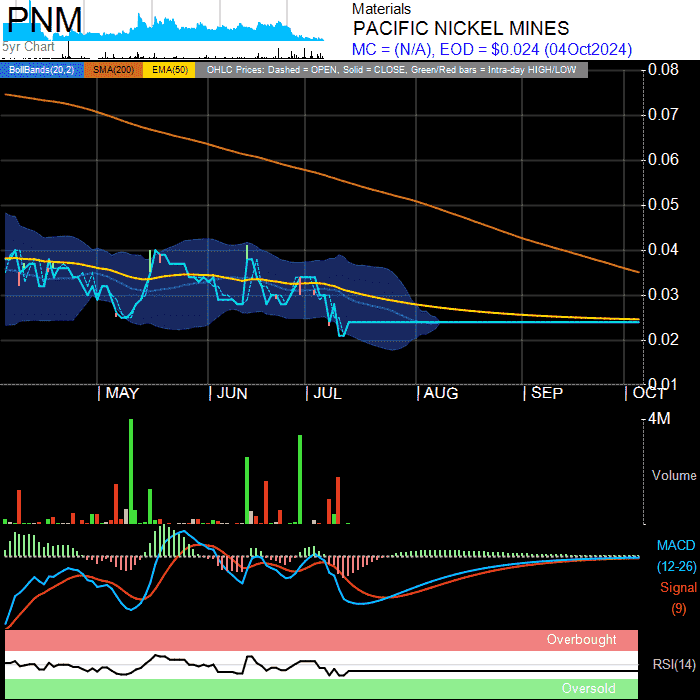 PNM
5yr Chart
Materials
PACIFIC NICKEL MINES
MC = (N/A), EOD = $0.024 (04Oct2024)
BollBands(20,2) SMA(200) EMA(50) OHLC Prices: Dashed = OPEN, Solid = CLOSE, Green/Red bars = Intra-day HIGH/LOW
0.08
0.07
0.06
0.05
0.04
0.03
0.02
0.01
MAY JUN JUL AUG SEP OCT
4M
Volume
MACD
(12-26)
Signal
(9)
Overbought
RSI(14)
Oversold